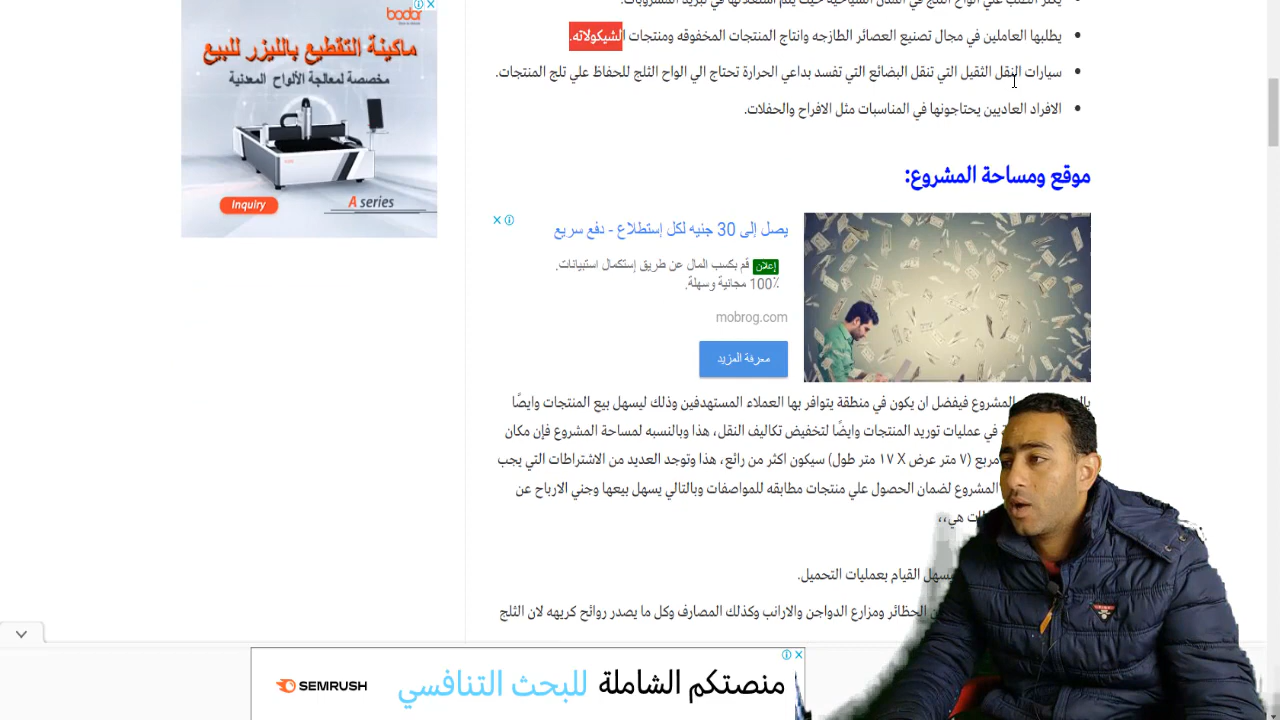 bodor
ماكينة التقطيع بالليزر للبيع
مخصصة لمعالجة الألواح المعدنية
Inquiry
A series
يطلبها العاملين في مجال تصنيع العصائر الطازجه وانتاج المنتجات المخفوقه ومنتجات الشيكولاته.
سيارات النقل الثقيل التي تنقل البضائع التي تفسد بداعي الحرارة تحتاج الي الواح الثلج للحفاظ علي تلج المنتجات.
الافراد العاديين يحتاجونها في المناسبات مثل الافراح والحفلات.
موقع ومساحة المشروع:
يصل إلى 30 جنيه لكل إستطلاع - دفع سريع
إعلان قم بكسب المال عن طريق إستكمال استبيانات.
100٪ مجانية وسهلة.
mobrog.com
معرفة المزيد
المشروع فيفضل ان يكون في منطقة يتوافر بها العملاء المستهدفين وذلك ليسهل بيع المنتجات وايضًا
في عمليات توريد المنتجات وايضًا لتخفيض تكاليف النقل، هذا وبالنسبه لمساحة المشروع فإن مكان
مربع (٧ متر عرض X ١٧ متر طول) سيكون اكثر من رائع، هذا وتوجد العديد من الاشتراطات التي يجب
المشروع لضمان الحصول علي منتجات مطابقه للمواصفات وبالتالي يسهل بيعها وجني الارباح عن
هي،،
يسهل القيام بعمليات التحميل.
الحظائر ومزارع الدواجن والارانب وكذلك المصارف وكل ما يصدر روائح كريهه لان الثلج
SEMRUSH
منصتكم الشاملة للبحث التنافسي